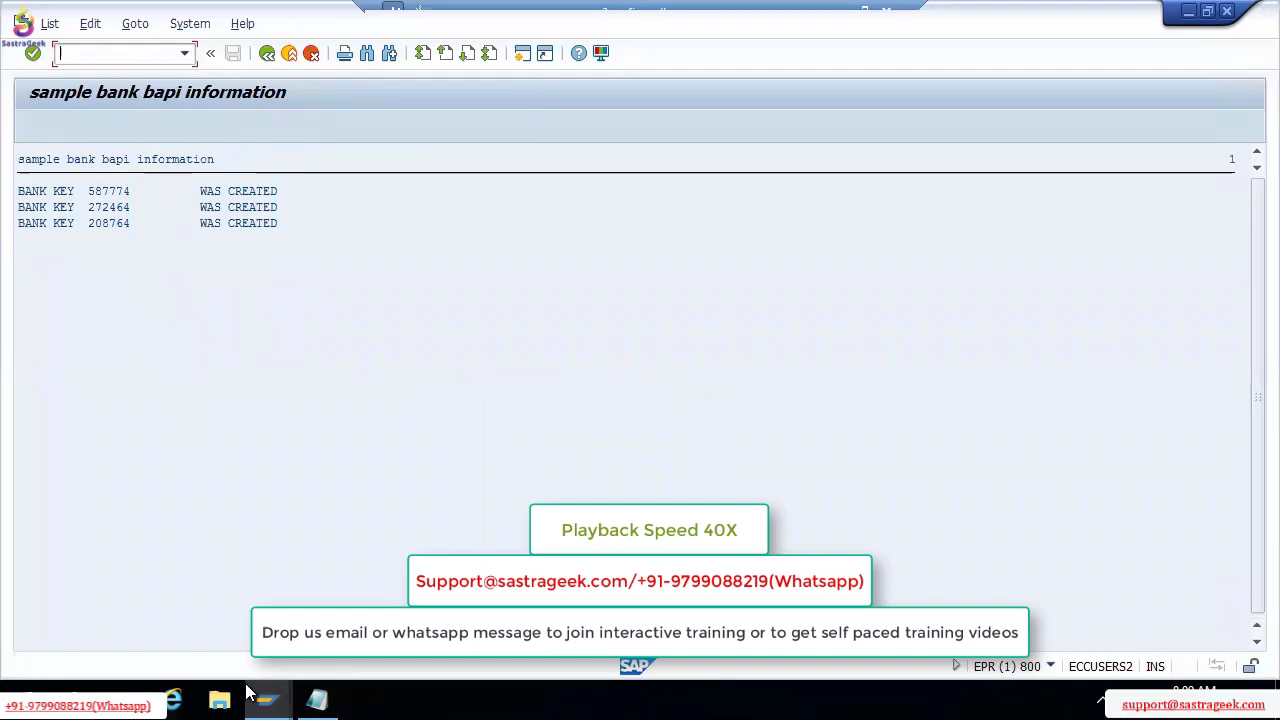 List Edit Goto System Help
SastraGeek
«
sample bank bapi information
sample bank bapi information 1
BANK KEY 587774 WAS CREATED
BANK KEY 272464 WAS CREATED
BANK KEY 208764 WAS CREATED
Playback Speed 40X
Support@sastrageek.com/+91-9799088219(Whatsapp)
Drop us email or whatsapp message to join interactive training or to get self paced training videos
SAP EPR (1) 800 ECCUSERS2 INS
+91-9799088219(Whatsapp)
support@sastrageek.com